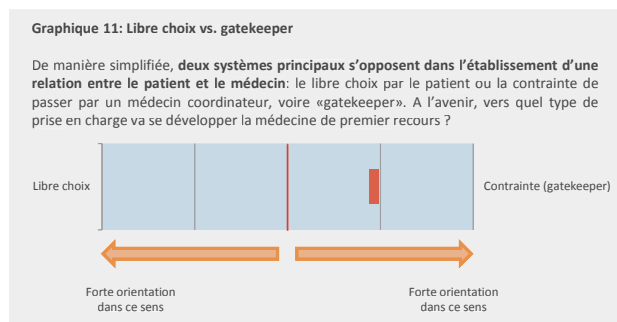 Graphique 11: Libre choix vs. gatekeeper
De manière simplifiée, deux systèmes principaux s'opposent dans l'établissement d'une
relation entre le patient et le médecin: le libre choix par le patient ou la contrainte de
passer par un médecin coordinateur, voire «gatekeeper». A l'avenir, vers quel type de
prise en charge va se développer la médecine de premier recours ?
Libre choix
Contrainte (gatekeeper)
Forte orientation
dans ce sens
Forte orientation
dans ce sens